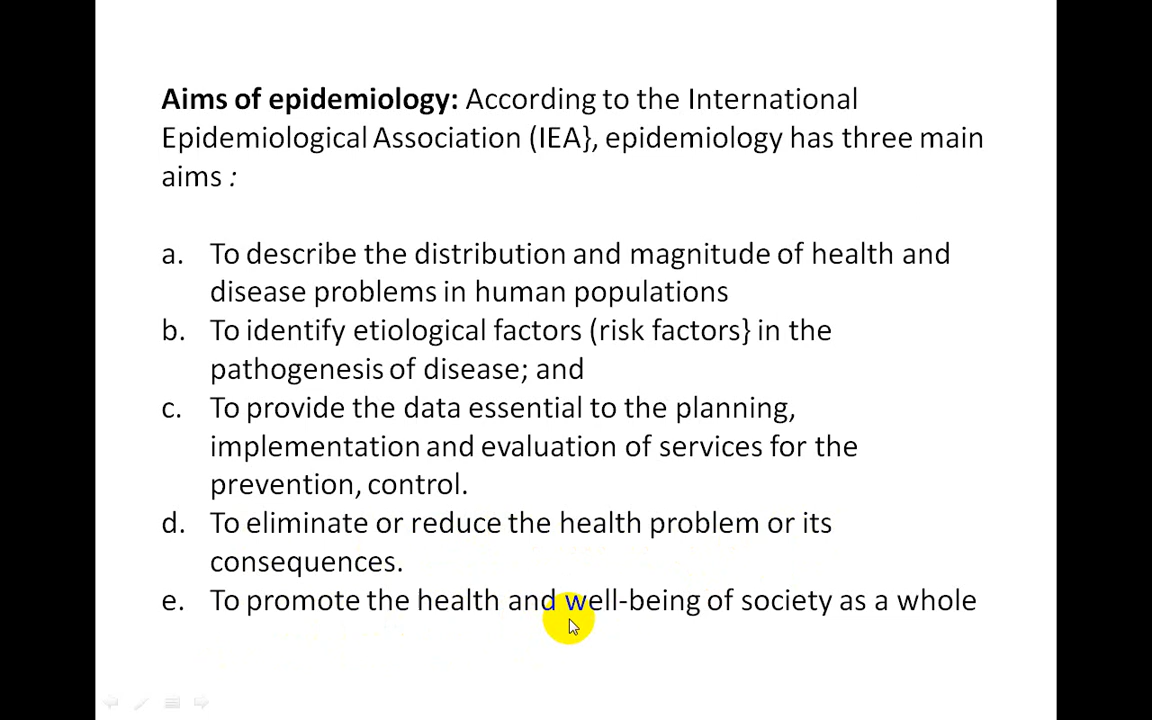 Aims of epidemiology: According to the International
Epidemiological Association (IEA}, epidemiology has three main
aims :
a. To describe the distribution and magnitude of health and
disease problems in human populations
b. To identify etiological factors (risk factors} in the
pathogenesis of disease; and
c. To provide the data essential to the planning,
implementation and evaluation of services for the
prevention, control.
d. To eliminate or reduce the health problem or its
consequences.
e. To promote the health and well-being of society as a whole